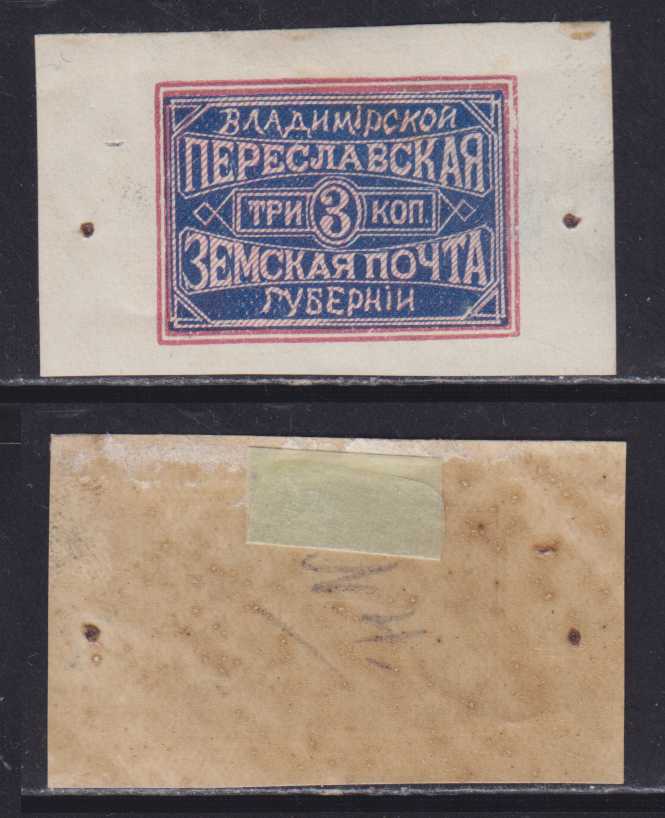 ВЛАДИМІРСКОЙ
ПЕРЕСЛАВСКАЯ
ТРИ 3 КОП.
ЗЕМСКАЯ ПОЧТА
ГУБЕРНІИ